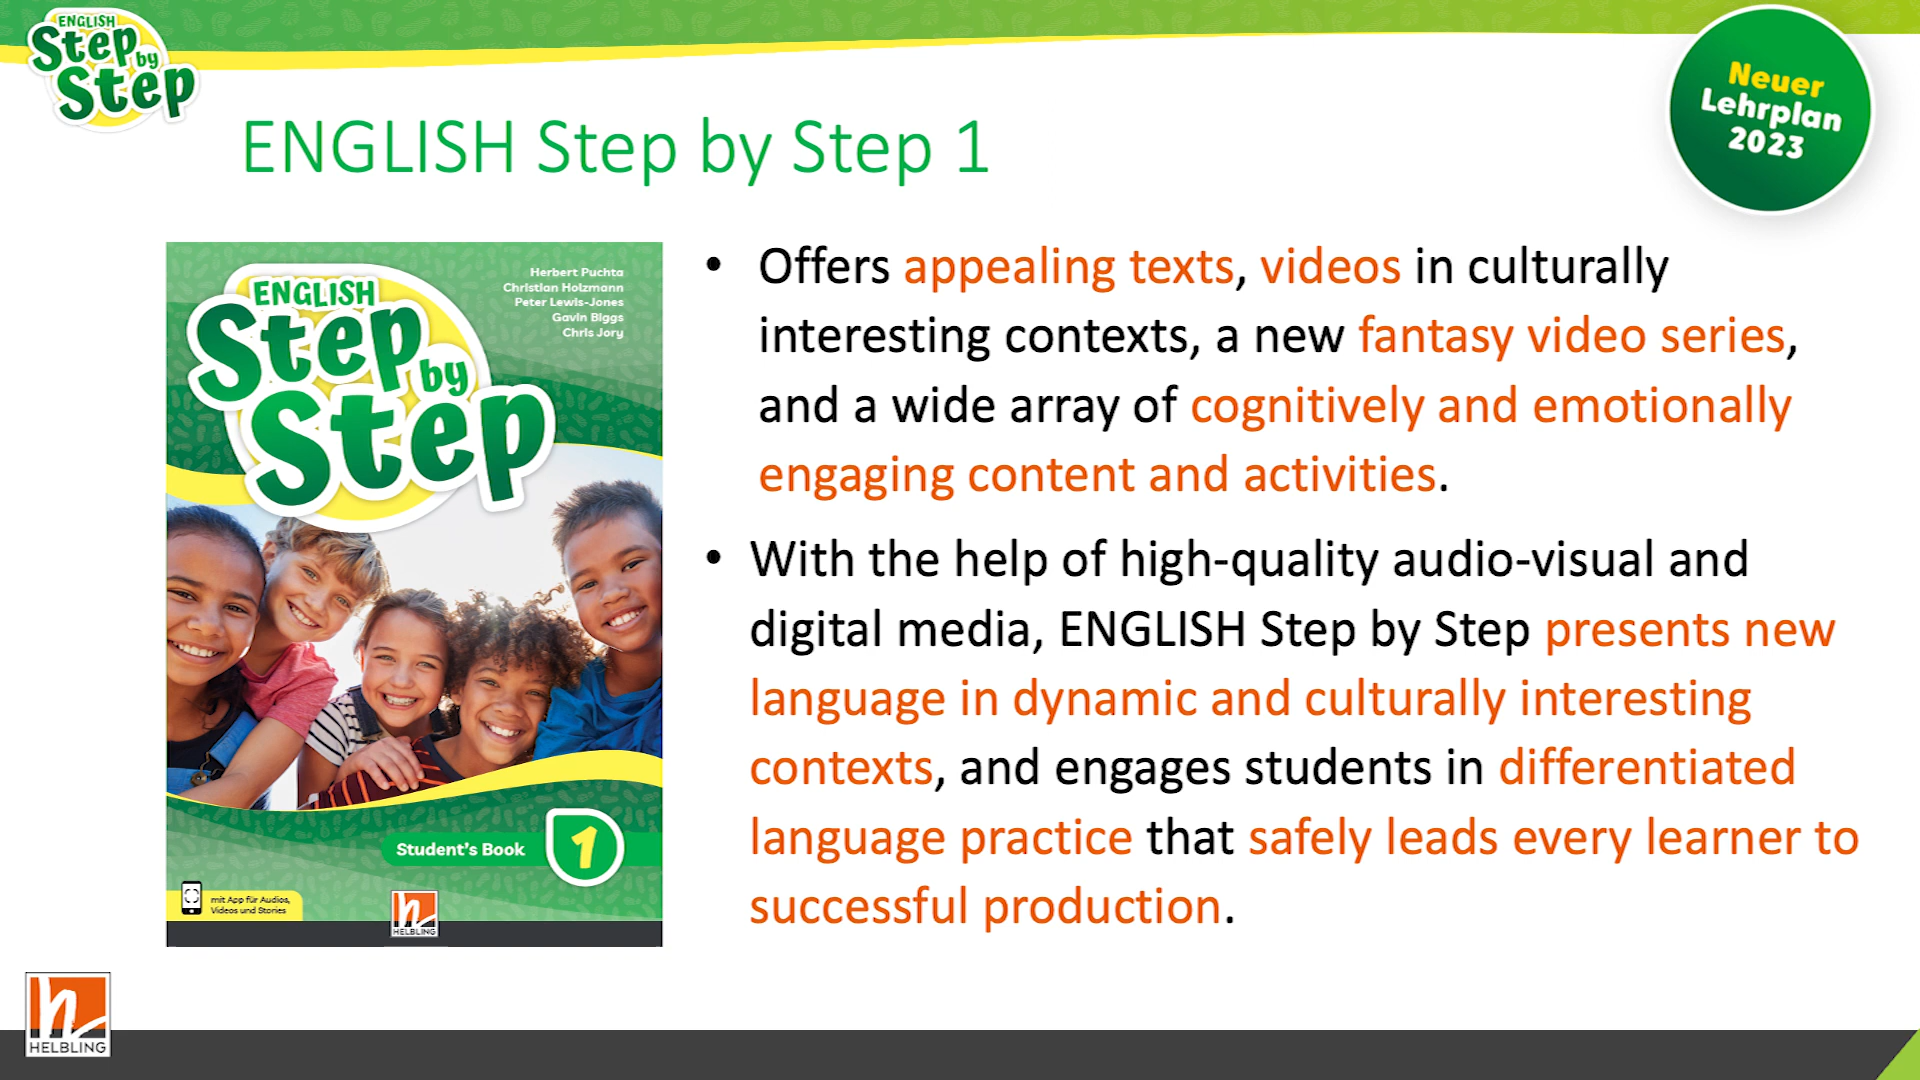 ENGLISH
Step
by
Step
Neuer
Lehrplan
2023
ENGLISH Step by Step 1
Herbert Puchta
Christian Holzmann
Peter Lewis-Jones
Gavin Biggs
Chris Jory
ENGLISH
Step
by
Step
Student's Book
1
mit App für Audios,
Videos und Stories
HELBLING
• Offers appealing texts, videos in culturally
interesting contexts, a new fantasy video series,
and a wide array of cognitively and emotionally
engaging content and activities.
• With the help of high-quality audio-visual and
digital media, ENGLISH Step by Step presents new
language in dynamic and culturally interesting
contexts, and engages students in differentiated
language practice that safely leads every learner to
successful production.
h
HELBLING